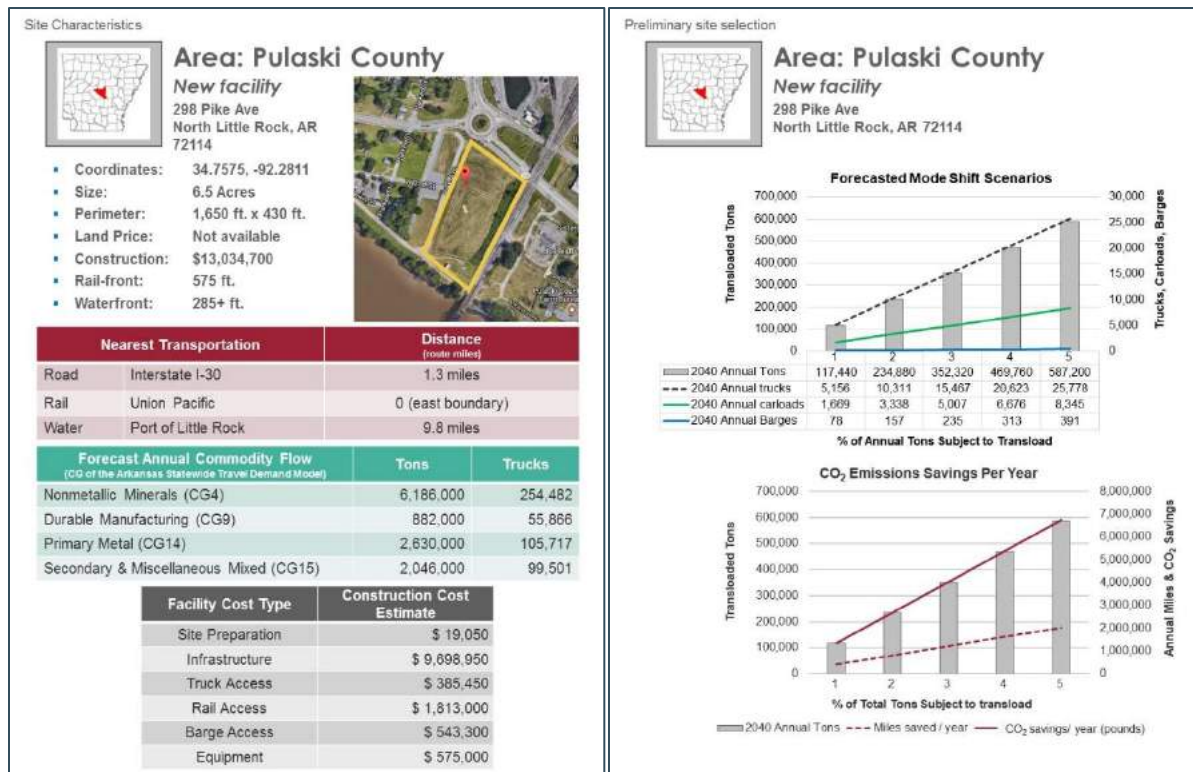 Site Characteristics
Area: Pulaski County
New facility
298 Pike Ave
North Little Rock, AR
72114
Coordinates: 34.7575, -92.2811
Size: 6.5 Acres
Perimeter: 1,650 ft. x 430 ft.
Land Price: Not available
Construction: $13,034,700
Rail-front: 575 ft.
Waterfront: 285+ ft.
Nearest Transportation Distance
(route miles)
Road Interstate I-30 1.3 miles
Rail Union Pacific 0 (east boundary)
Water Port of Little Rock 9.8 miles
Forecast Annual Commodity Flow Tons Trucks
(CG of the Arkansas Statewide Travel Demand Model)
Nonmetallic Minerals (CG4) 6,186,000 254,482
Durable Manufacturing (CG9) 882,000 55,866
Primary Metal (CG14) 2,630,000 105,717
Secondary & Miscellaneous Mixed (CG15) 2,046,000 99,501
Facility Cost Type Construction Cost
Estimate
Site Preparation $ 19,050
Infrastructure $ 9,698,950
Truck Access $ 385,450
Rail Access $ 1,813,000
Barge Access $ 543,300
Equipment $ 575,000
Preliminary site selection
Area: Pulaski County
New facility
298 Pike Ave
North Little Rock, AR 72114
Forecasted Mode Shift Scenarios
Transloaded Tons
700,000
600,000
500,000
400,000
300,000
200,000
100,000
0
30,000
25,000
20,000
15,000
10,000
5,000
0
Trucks, Carloads, Barges
1 2 3 4 5
2040 Annual Tons 117,440 234,880 352,320 469,760 587,200
2040 Annual trucks 5,156 10,311 15,467 20,623 25,778
2040 Annual carloads 1,669 3,338 5,007 6,676 8,345
2040 Annual Barges 78 157 235 313 391
% of Annual Tons Subject to Transload
CO₂ Emissions Savings Per Year
Transloaded Tons
700,000
600,000
500,000
400,000
300,000
200,000
100,000
0
8,000,000
7,000,000
6,000,000
5,000,000
4,000,000
3,000,000
2,000,000
1,000,000
0
Annual Miles & CO₂ Savings
1 2 3 4 5
% of Total Tons Subject to transload
2040 Annual Tons Miles saved / year CO₂ savings/ year (pounds)